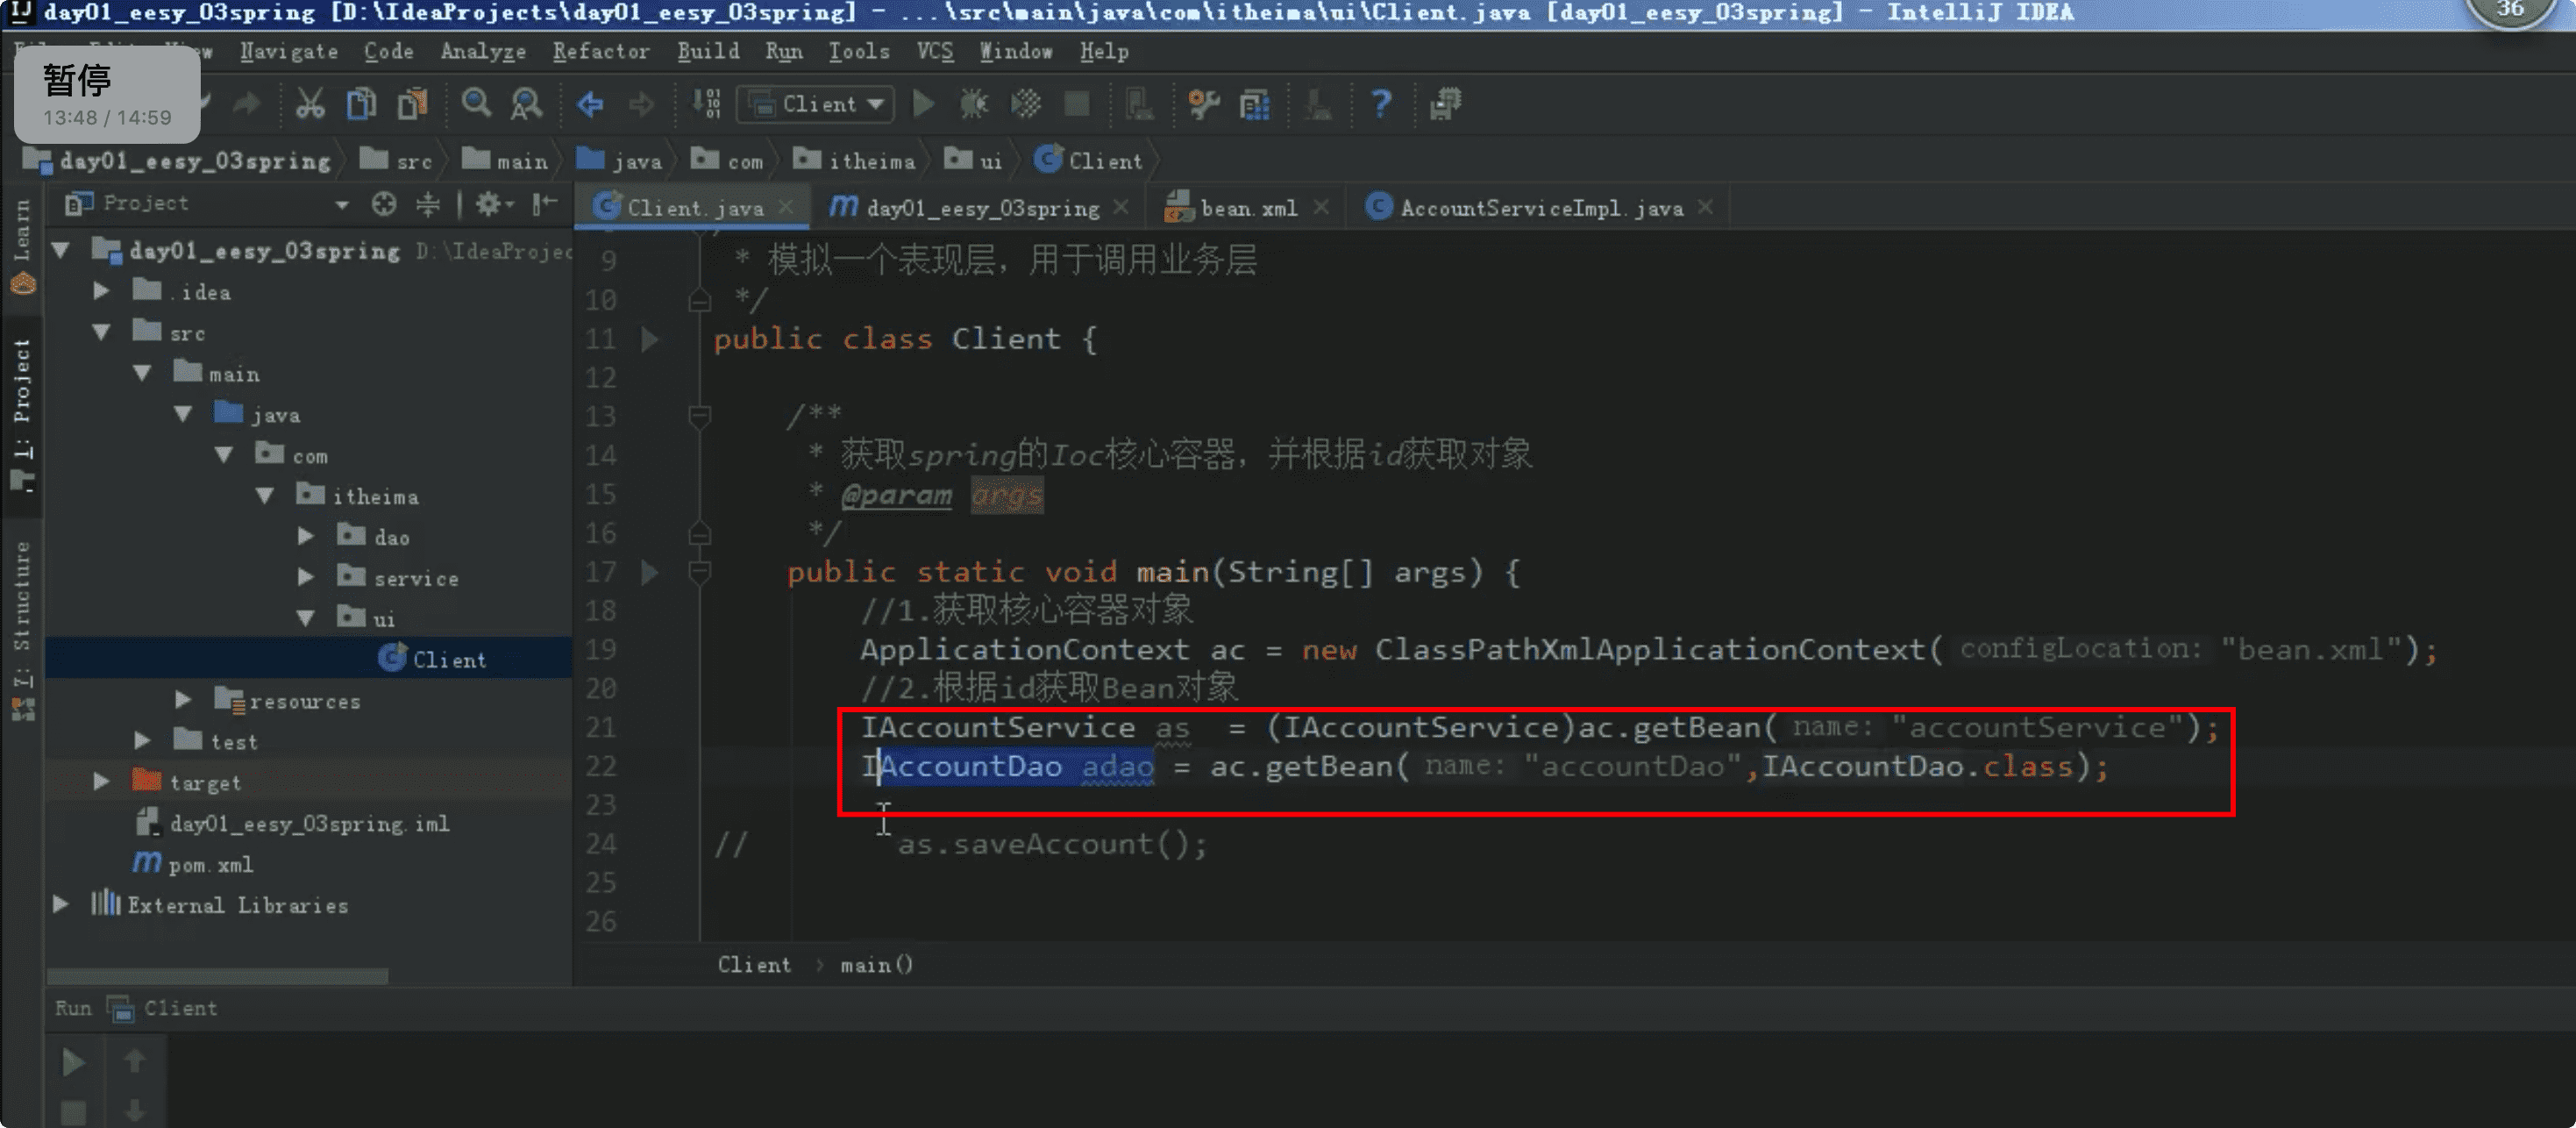 day01_eesy_03spring [D:\IdeaProjects\day01_eesy_03spring] - ...\src\main\java\com\itheima\ui\Client.java [day01_eesy_03spring] - IntelliJ IDEA
36
Navigate Code Analyze Refactor Build Run Tools VCS Window Help
暂停
13:48 / 14:59
Client
day01_eesy_03spring src main java com itheima ui Client
Project
Client.java day01_eesy_03spring bean.xml AccountServiceImpl.java
Learn
1: Project
7: Structure
day01_eesy_03spring D:\IdeaProjec
.idea
src
main
java
com
itheima
dao
service
ui
Client
resources
test
target
day01_eesy_03spring.iml
pom.xml
External Libraries
9 * 模拟一个表现层，用于调用业务层
10 */
11 public class Client {
12
13 /**
14 * 获取spring的Ioc核心容器，并根据id获取对象
15 * @param args
16 */
17 public static void main(String[] args) {
18 //1.获取核心容器对象
19 ApplicationContext ac = new ClassPathXmlApplicationContext( configLocation: "bean.xml");
20 //2.根据id获取Bean对象
21 IAccountService as  = (IAccountService)ac.getBean( name: "accountService");
22 IAccountDao adao = ac.getBean( name: "accountDao",IAccountDao.class);
23
24 // as.saveAccount();
25
26
Client › main()
Run Client